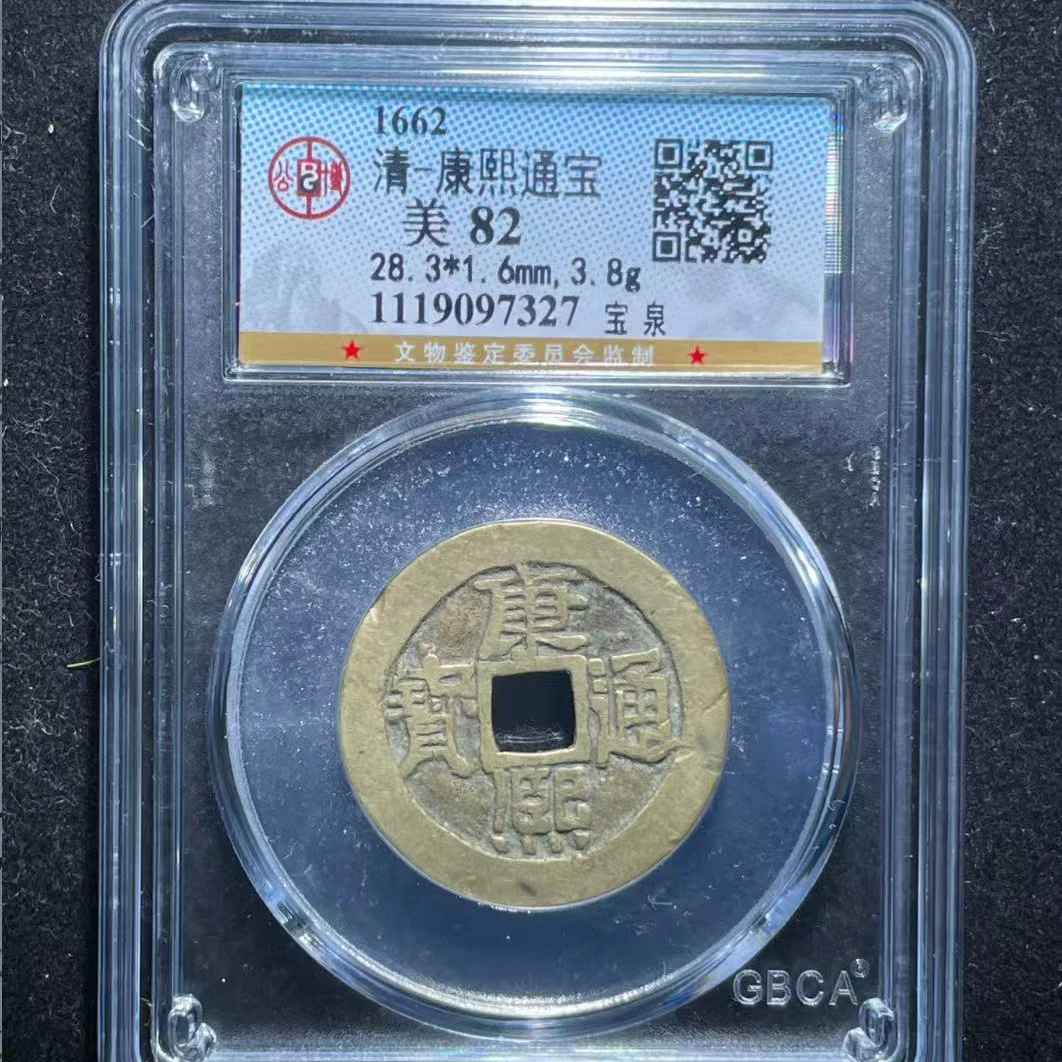 1662
清-康熙通宝
美 82
28.3*1.6mm,3.8g
1119097327 宝泉
★ 文物鉴定委员会监制 ★
康熙通寶
GBCA